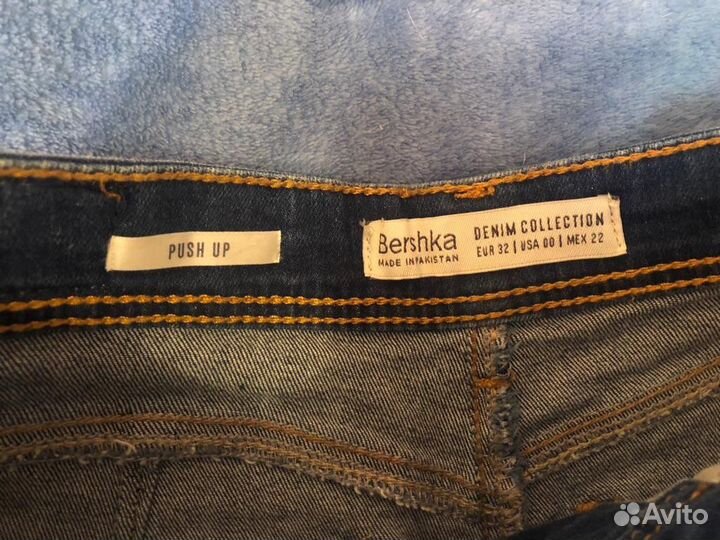 PUSH UP
Bershka
MADE IN PAKISTAN
DENIM COLLECTION
EUR 32 | USA 00 | MEX 22
Avito